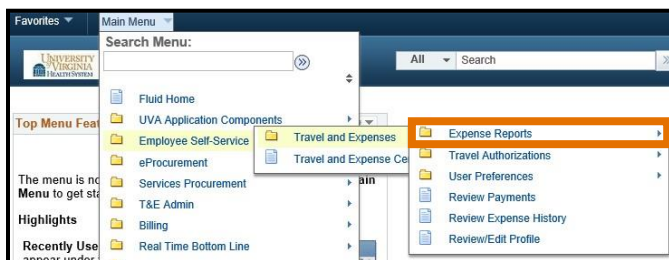 Favorites
Main Menu
Search Menu:
UNIVERSITY
VIRGINIA
HEALTH SYSTEM
All
Search
Fluid Home
Top Menu Feat
UVA Application Components
Employee Self-Service
Travel and Expenses
Expense Reports
eProcurement
Travel and Expense Ce
Travel Authorizations
The menu is no
Services Procurement
ain
User Preferences
Menu to get sta
T&E Admin
Review Payments
Highlights
Billing
Review Expense History
Recently Use
Real Time Bottom Line
Review/Edit Profile
appear under